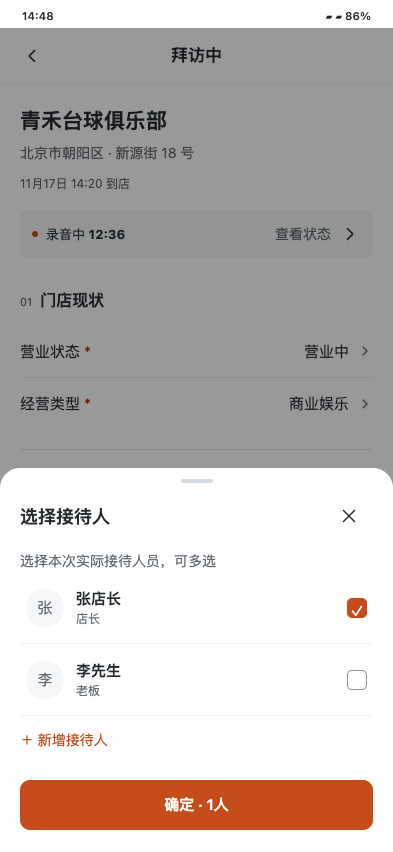 14:48
86%
拜访中
青禾台球俱乐部
北京市朝阳区 · 新源街 18 号
11月17日 14:20 到店
录音中 12:36
查看状态
01 门店现状
营业状态 *
营业中
经营类型 *
商业娱乐
选择接待人
选择本次实际接待人员，可多选
张
张店长
店长
李
李先生
老板
+ 新增接待人
确定 · 1人